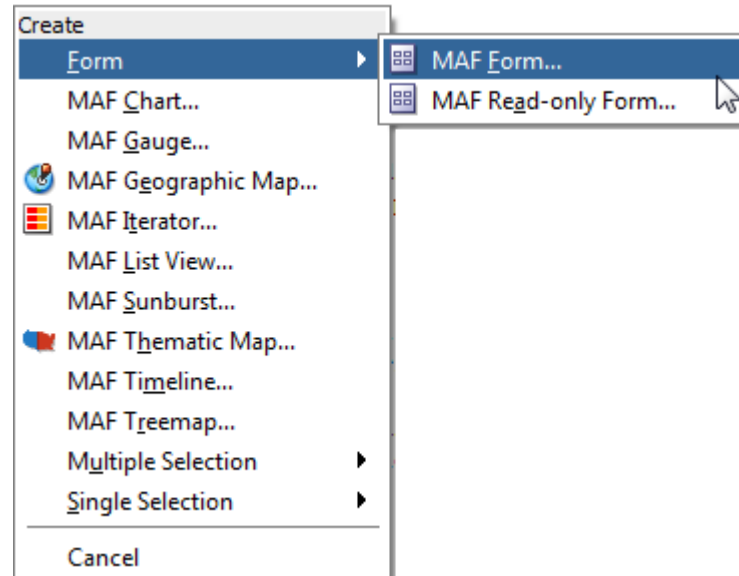 Create
Form
MAF Form...
MAF Read-only Form...
MAF Chart...
MAF Gauge...
MAF Geographic Map...
MAF Iterator...
MAF List View...
MAF Sunburst...
MAF Thematic Map...
MAF Timeline...
MAF Treemap...
Multiple Selection
Single Selection
Cancel